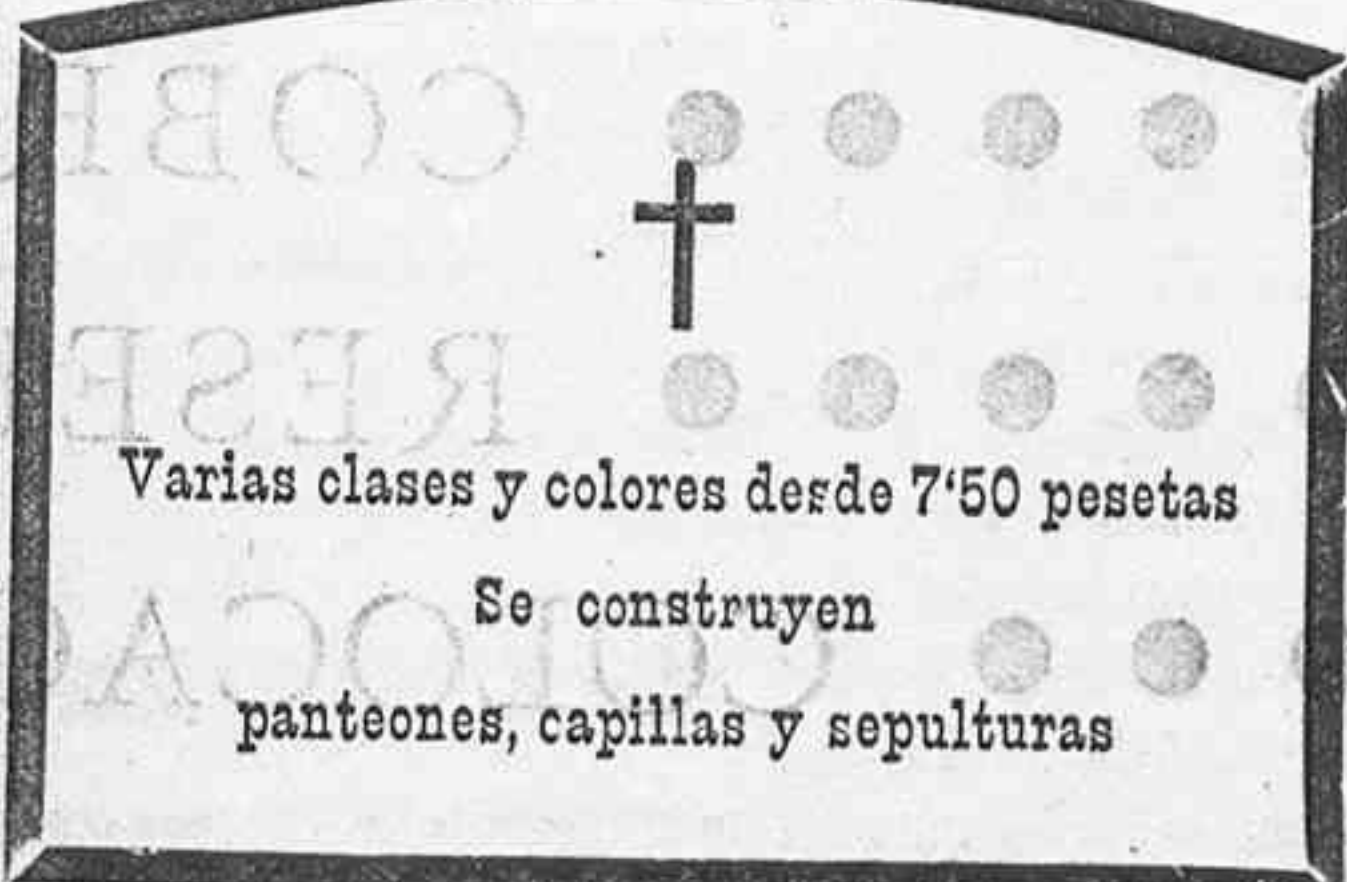 Varias clases y colores desde 7‘50 pesetas
Se construyen
panteones, capillas y sepulturas